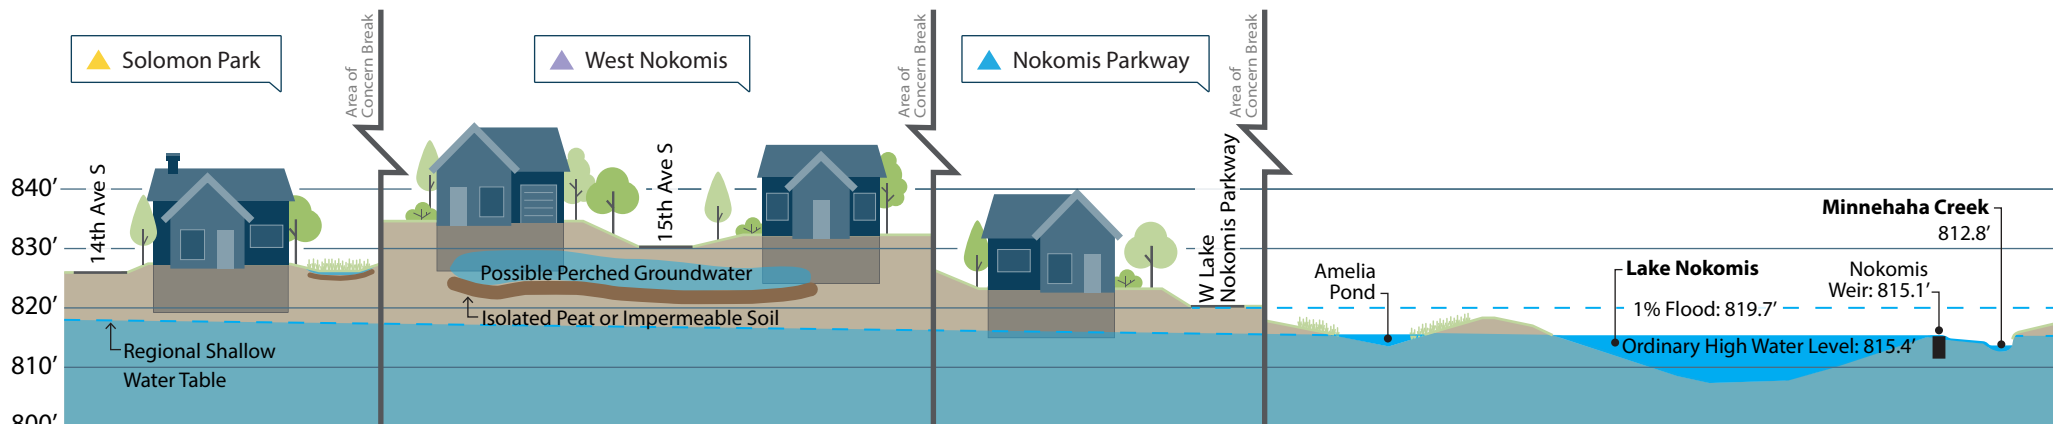 Solomon Park
West Nokomis
Nokomis Parkway
Area of
Concern Break
Area of
Concern Break
Area of
Concern Break
840’
830’
820’
810’
800’
14th Ave S
15th Ave S
W Lake
Nokomis Parkway
Possible Perched Groundwater
Isolated Peat or Impermeable Soil
Regional Shallow
Water Table
Amelia
Pond
Lake Nokomis
1% Flood: 819.7’
Ordinary High Water Level: 815.4’
Nokomis
Weir: 815.1’
Minnehaha Creek
812.8’